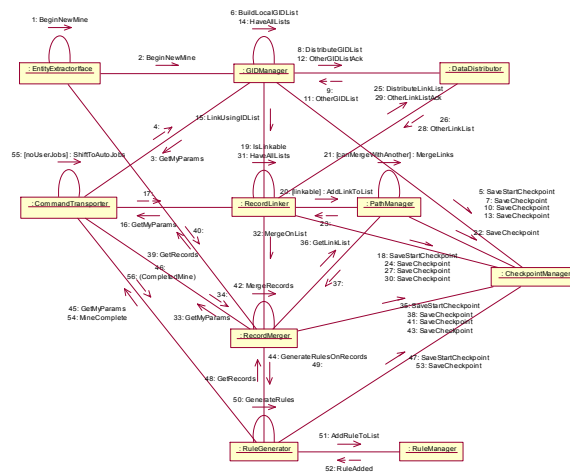 6: BuildLocalGIDList
14: HaveAllLists
1: BeginNewMine
2: BeginNewMine
8: DistributeGIDList
12: OtherGIDListAck
: EntityExtractorIface
: GIDManager
: DataDistributor
9:
11: OtherGIDList
25: DistributeLinkList
29: OtherLinkListAck
15: LinkUsingIDList
4:
3: GetMyParams
26:
28: OtherLinkList
19: IsLinkable
31: HaveAllLists
21: [canMergeWithAnother] : MergeLinks
55: [noUserJobs] : ShiftToAutoJobs
17:
20: [linkable] : AddLinkToList
5: SaveStartCheckpoint
7: SaveCheckpoint
10: SaveCheckpoint
13: SaveCheckpoint
: CommandTransporter
: RecordLinker
: PathManager
16: GetMyParams
23:
22: SaveCheckpoint
40:
32: MergeOnList
36: GetLinkList
39: GetRecords
18: SaveStartCheckpoint
24: SaveCheckpoint
27: SaveCheckpoint
30: SaveCheckpoint
: CheckpointManager
46:
56: (CompletedMine)
45: GetMyParams
54: MineComplete
34:
33: GetMyParams
42: MergeRecords
37:
35: SaveStartCheckpoint
38: SaveCheckpoint
41: SaveCheckpoint
43: SaveCheckpoint
: RecordMerger
44: GenerateRulesOnRecords
49:
47: SaveStartCheckpoint
53: SaveCheckpoint
48: GetRecords
50: GenerateRules
51: AddRuleToList
: RuleGenerator
: RuleManager
52: RuleAdded